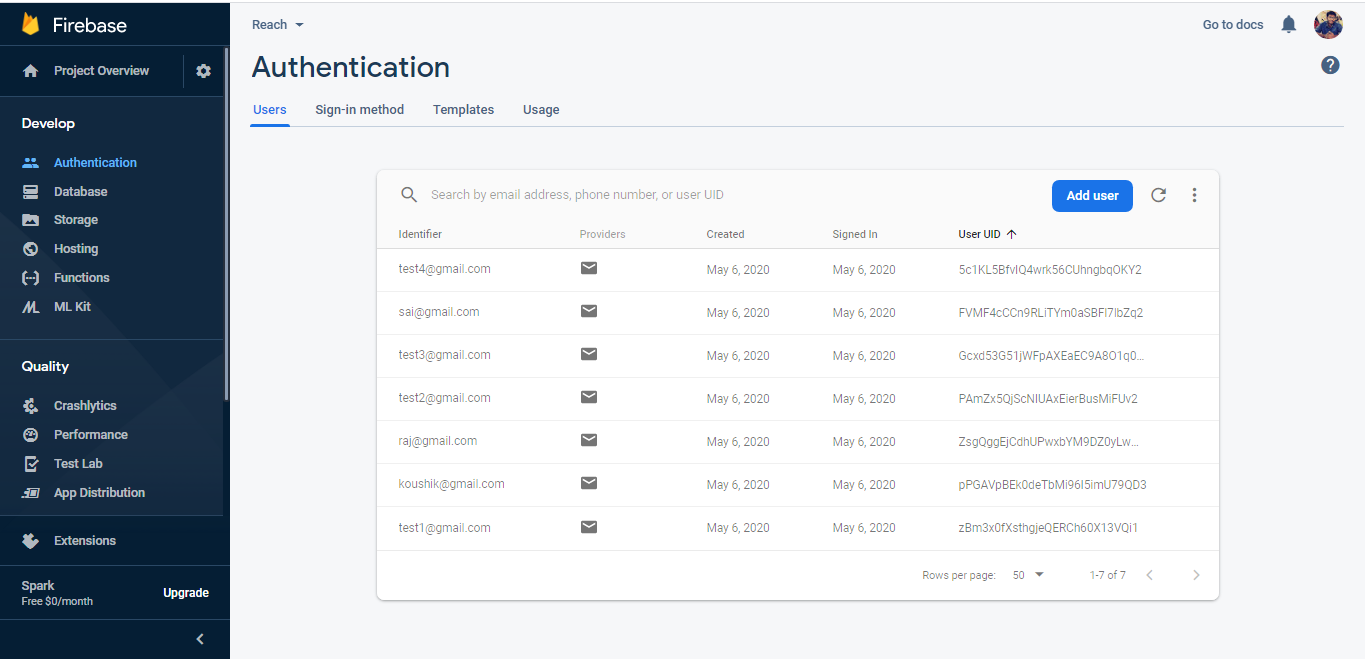 Firebase
Project Overview
Develop
Authentication
Database
Storage
Hosting
Functions
ML Kit
Quality
Crashlytics
Performance
Test Lab
App Distribution
Extensions
Spark
Free $0/month
Upgrade
Reach
Go to docs
Authentication
Users Sign-in method Templates Usage
Search by email address, phone number, or user UID
Add user
Identifier Providers Created Signed In User UID
test4@gmail.com May 6, 2020 May 6, 2020 5c1KL5BfvIQ4wrk56CUhngbqOKY2
sai@gmail.com May 6, 2020 May 6, 2020 FVMF4cCCn9RLiTYm0aSBFl7lbZq2
test3@gmail.com May 6, 2020 May 6, 2020 Gcxd53G51jWFpAXEaEC9A8O1q0...
test2@gmail.com May 6, 2020 May 6, 2020 PAmZx5QjScNIUAxEierBusMiFUv2
raj@gmail.com May 6, 2020 May 6, 2020 ZsgQggEjCdhUPwxbYM9DZ0yLw...
koushik@gmail.com May 6, 2020 May 6, 2020 pPGAVpBEk0deTbMi96I5imU79QD3
test1@gmail.com May 6, 2020 May 6, 2020 zBm3x0fXsthgjeQERCh60X13VQi1
Rows per page: 50 1-7 of 7